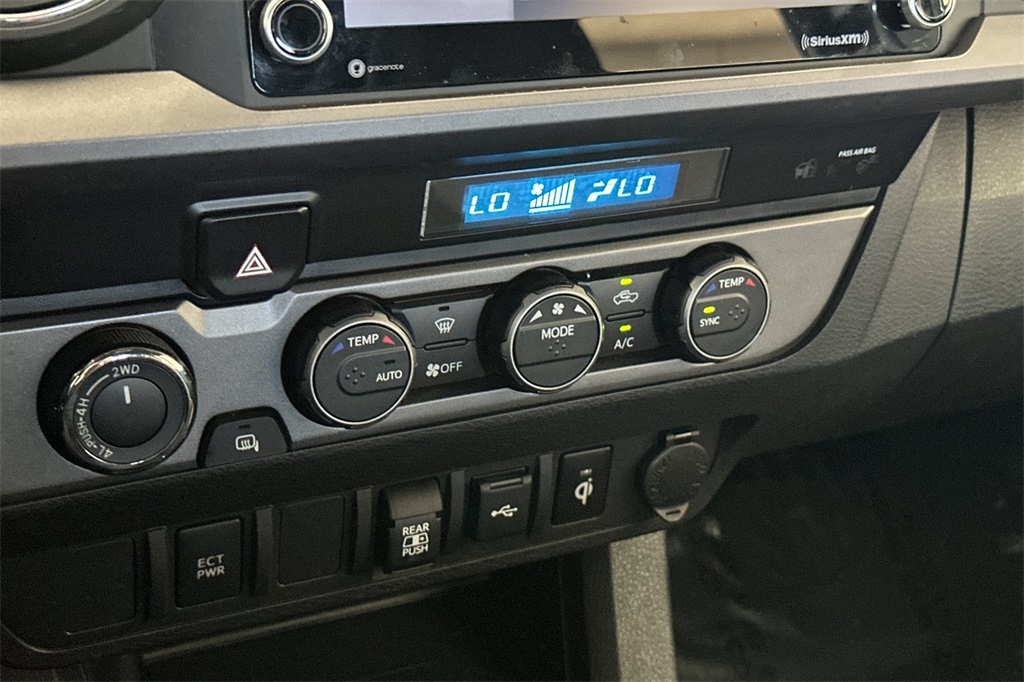 gracenote
SiriusXM
PASS AIR BAG
LO LO
TEMP
AUTO
OFF
MODE
A/C
TEMP
SYNC
2WD
4L-PUSH-4H
ECT
PWR
REAR
PUSH